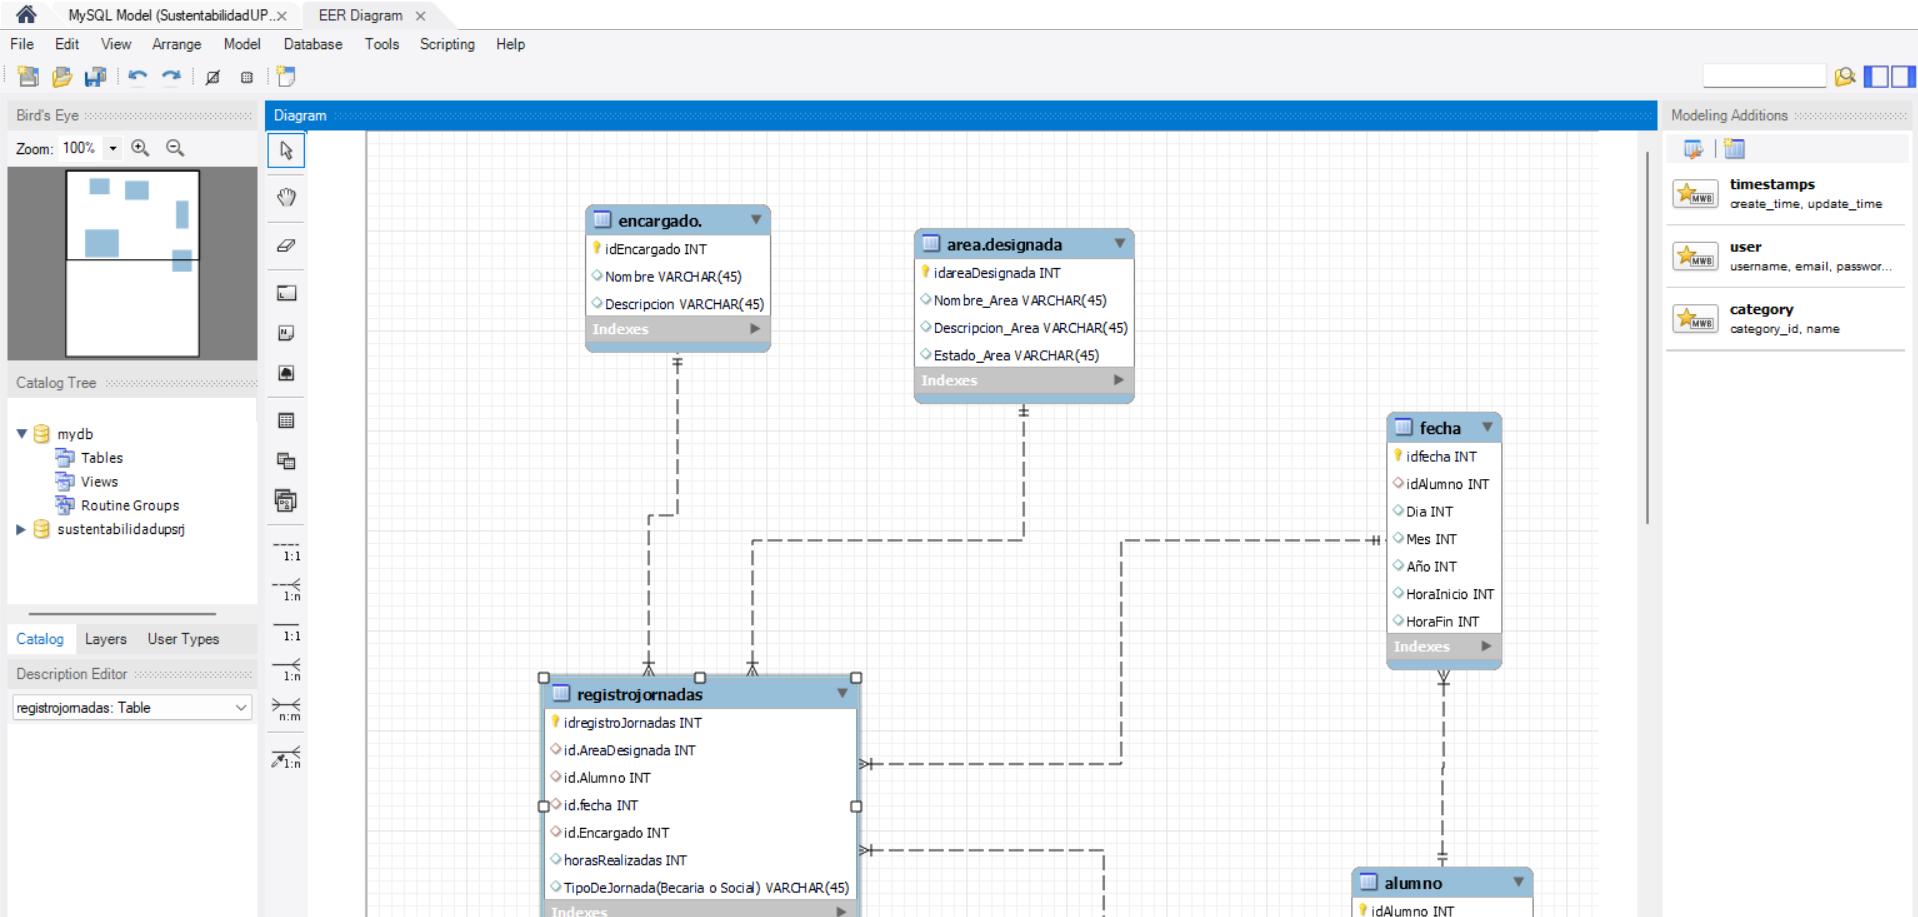 MySQL Model (SustentabilidadUP...×
EER Diagram ×
File Edit View Arrange Model Database Tools Scripting Help
Bird's Eye
Zoom: 100%
Catalog Tree
mydb
Tables
Views
Routine Groups
sustentabilidadupsrj
Catalog Layers User Types
Description Editor
registrojornadas: Table
1:1
1:n
1:1
1:n
n:m
1:n
Diagram
encargado.
idEncargado INT
Nombre VARCHAR(45)
Descripcion VARCHAR(45)
Indexes
area.designada
idareaDesignada INT
Nombre_Area VARCHAR(45)
Descripcion_Area VARCHAR(45)
Estado_Area VARCHAR(45)
Indexes
fecha
idfecha INT
idAlumno INT
Dia INT
Mes INT
Año INT
HoraInicio INT
HoraFin INT
Indexes
registrojornadas
idregistroJornadas INT
id.AreaDesignada INT
id.Alumno INT
id.fecha INT
id.Encargado INT
horasRealizadas INT
TipoDeJornada(Becaria o Social) VARCHAR(45)
Indexes
alumno
idAlumno INT
Modeling Additions
MWB
timestamps
create_time, update_time
MWB
user
username, email, passwor...
MWB
category
category_id, name